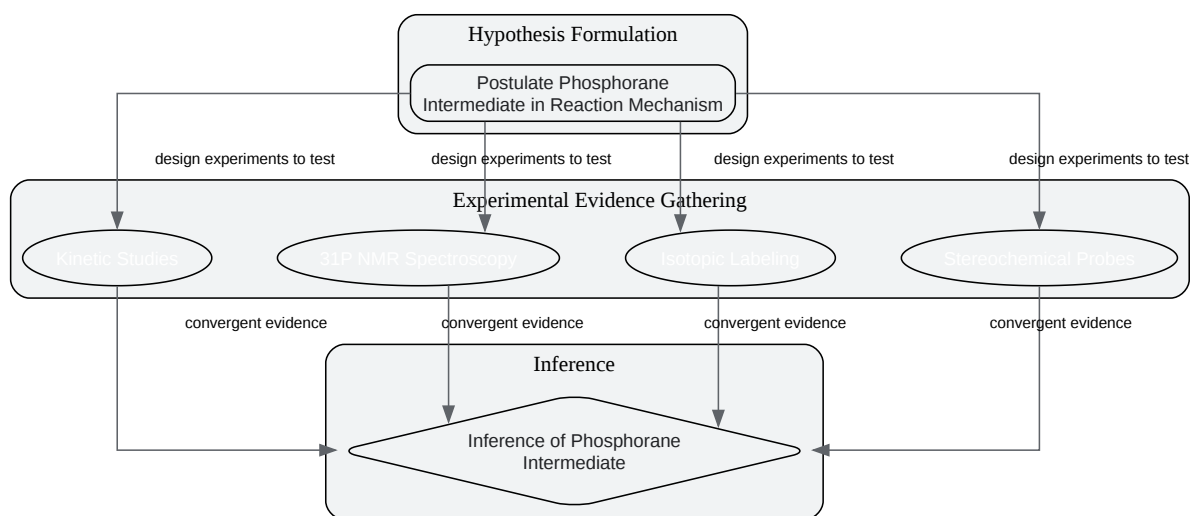 Hypothesis Formulation
Postulate Phosphorane
Intermediate in Reaction Mechanism
design experiments to test
design experiments to test
design experiments to test
design experiments to test
Experimental Evidence Gathering
Kinetic Studies
31P NMR Spectroscopy
Isotopic Labeling
Stereochemical Probes
convergent evidence
convergent evidence
convergent evidence
convergent evidence
Inference
Inference of Phosphorane
Intermediate